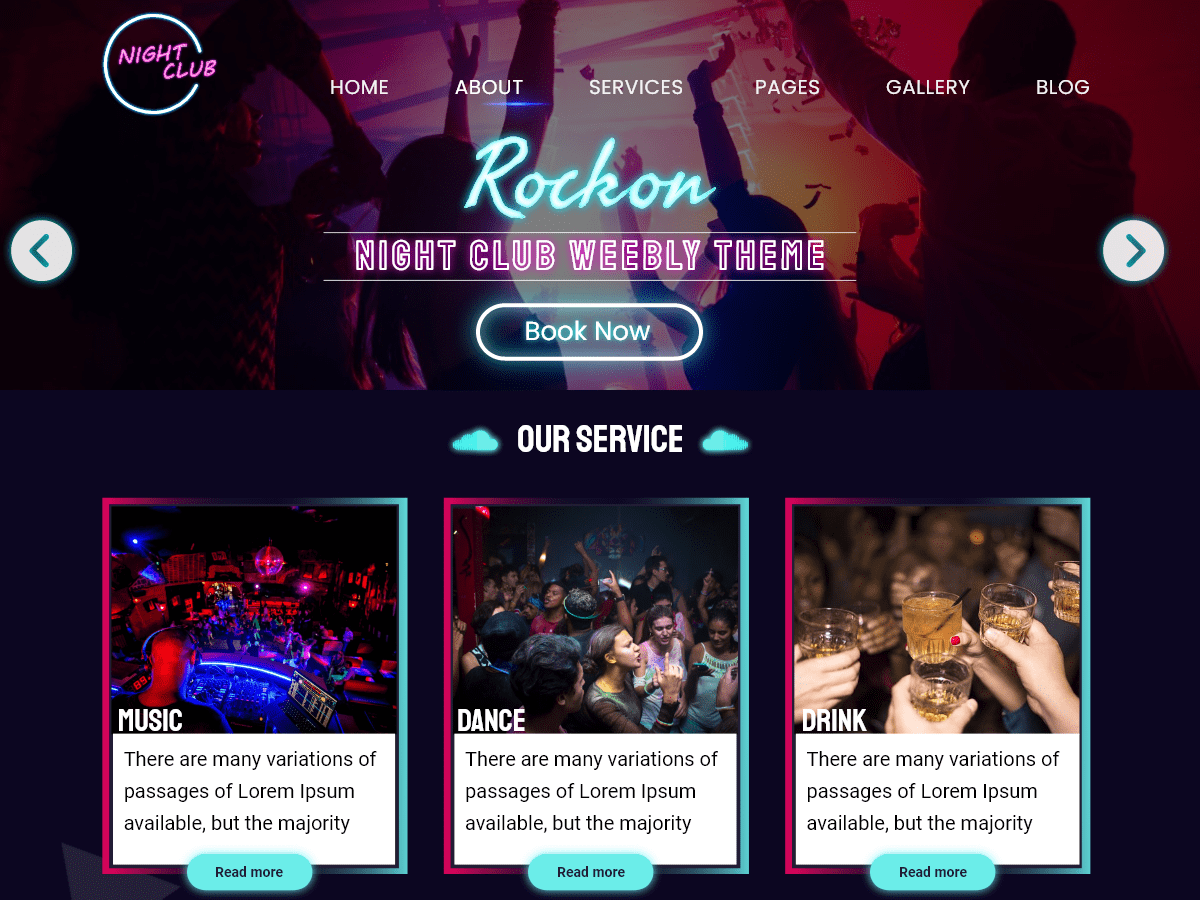 NIGHT
CLUB
HOME ABOUT SERVICES PAGES GALLERY BLOG
Rockon
NIGHT CLUB WEEBLY THEME
Book Now
OUR SERVICE
MUSIC
There are many variations of
passages of Lorem Ipsum
available, but the majority
Read more
DANCE
There are many variations of
passages of Lorem Ipsum
available, but the majority
Read more
DRINK
There are many variations of
passages of Lorem Ipsum
available, but the majority
Read more